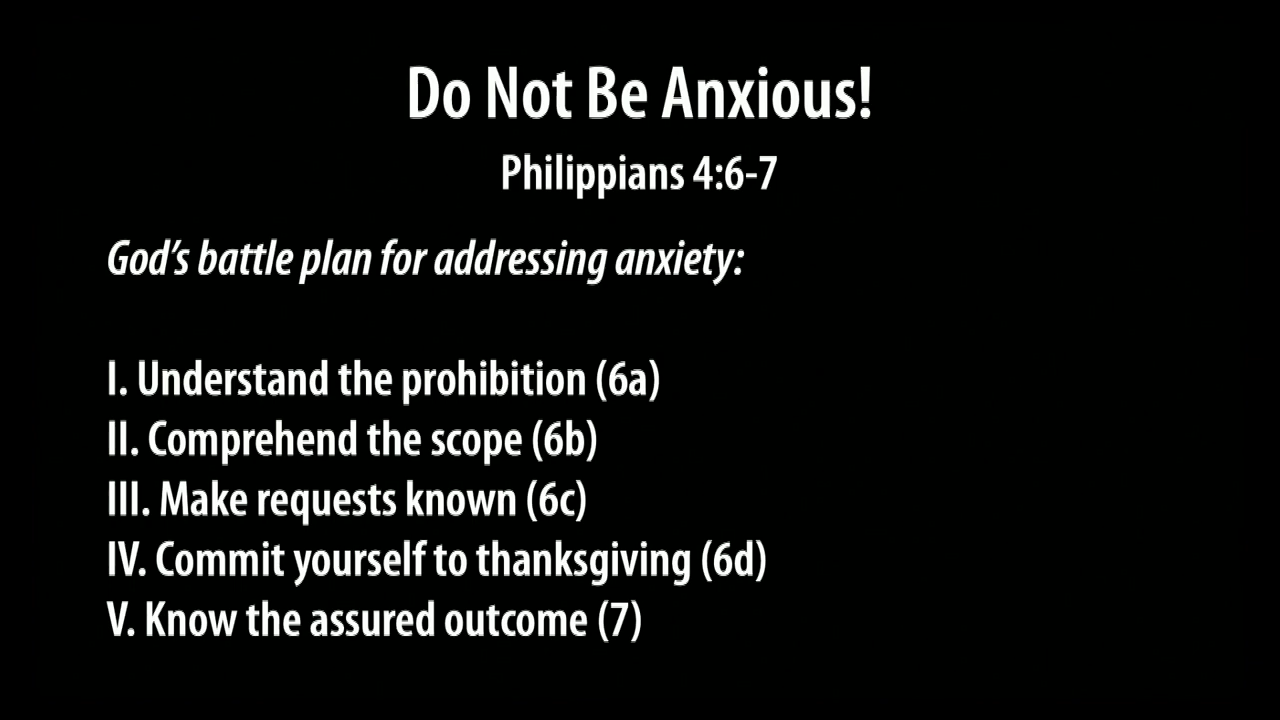 Do Not Be Anxious!
Philippians 4:6-7
God's battle plan for addressing anxiety:
I. Understand the prohibition (6a)
II. Comprehend the scope (6b)
III. Make requests known (6c)
IV. Commit yourself to thanksgiving (6d)
V. Know the assured outcome (7)